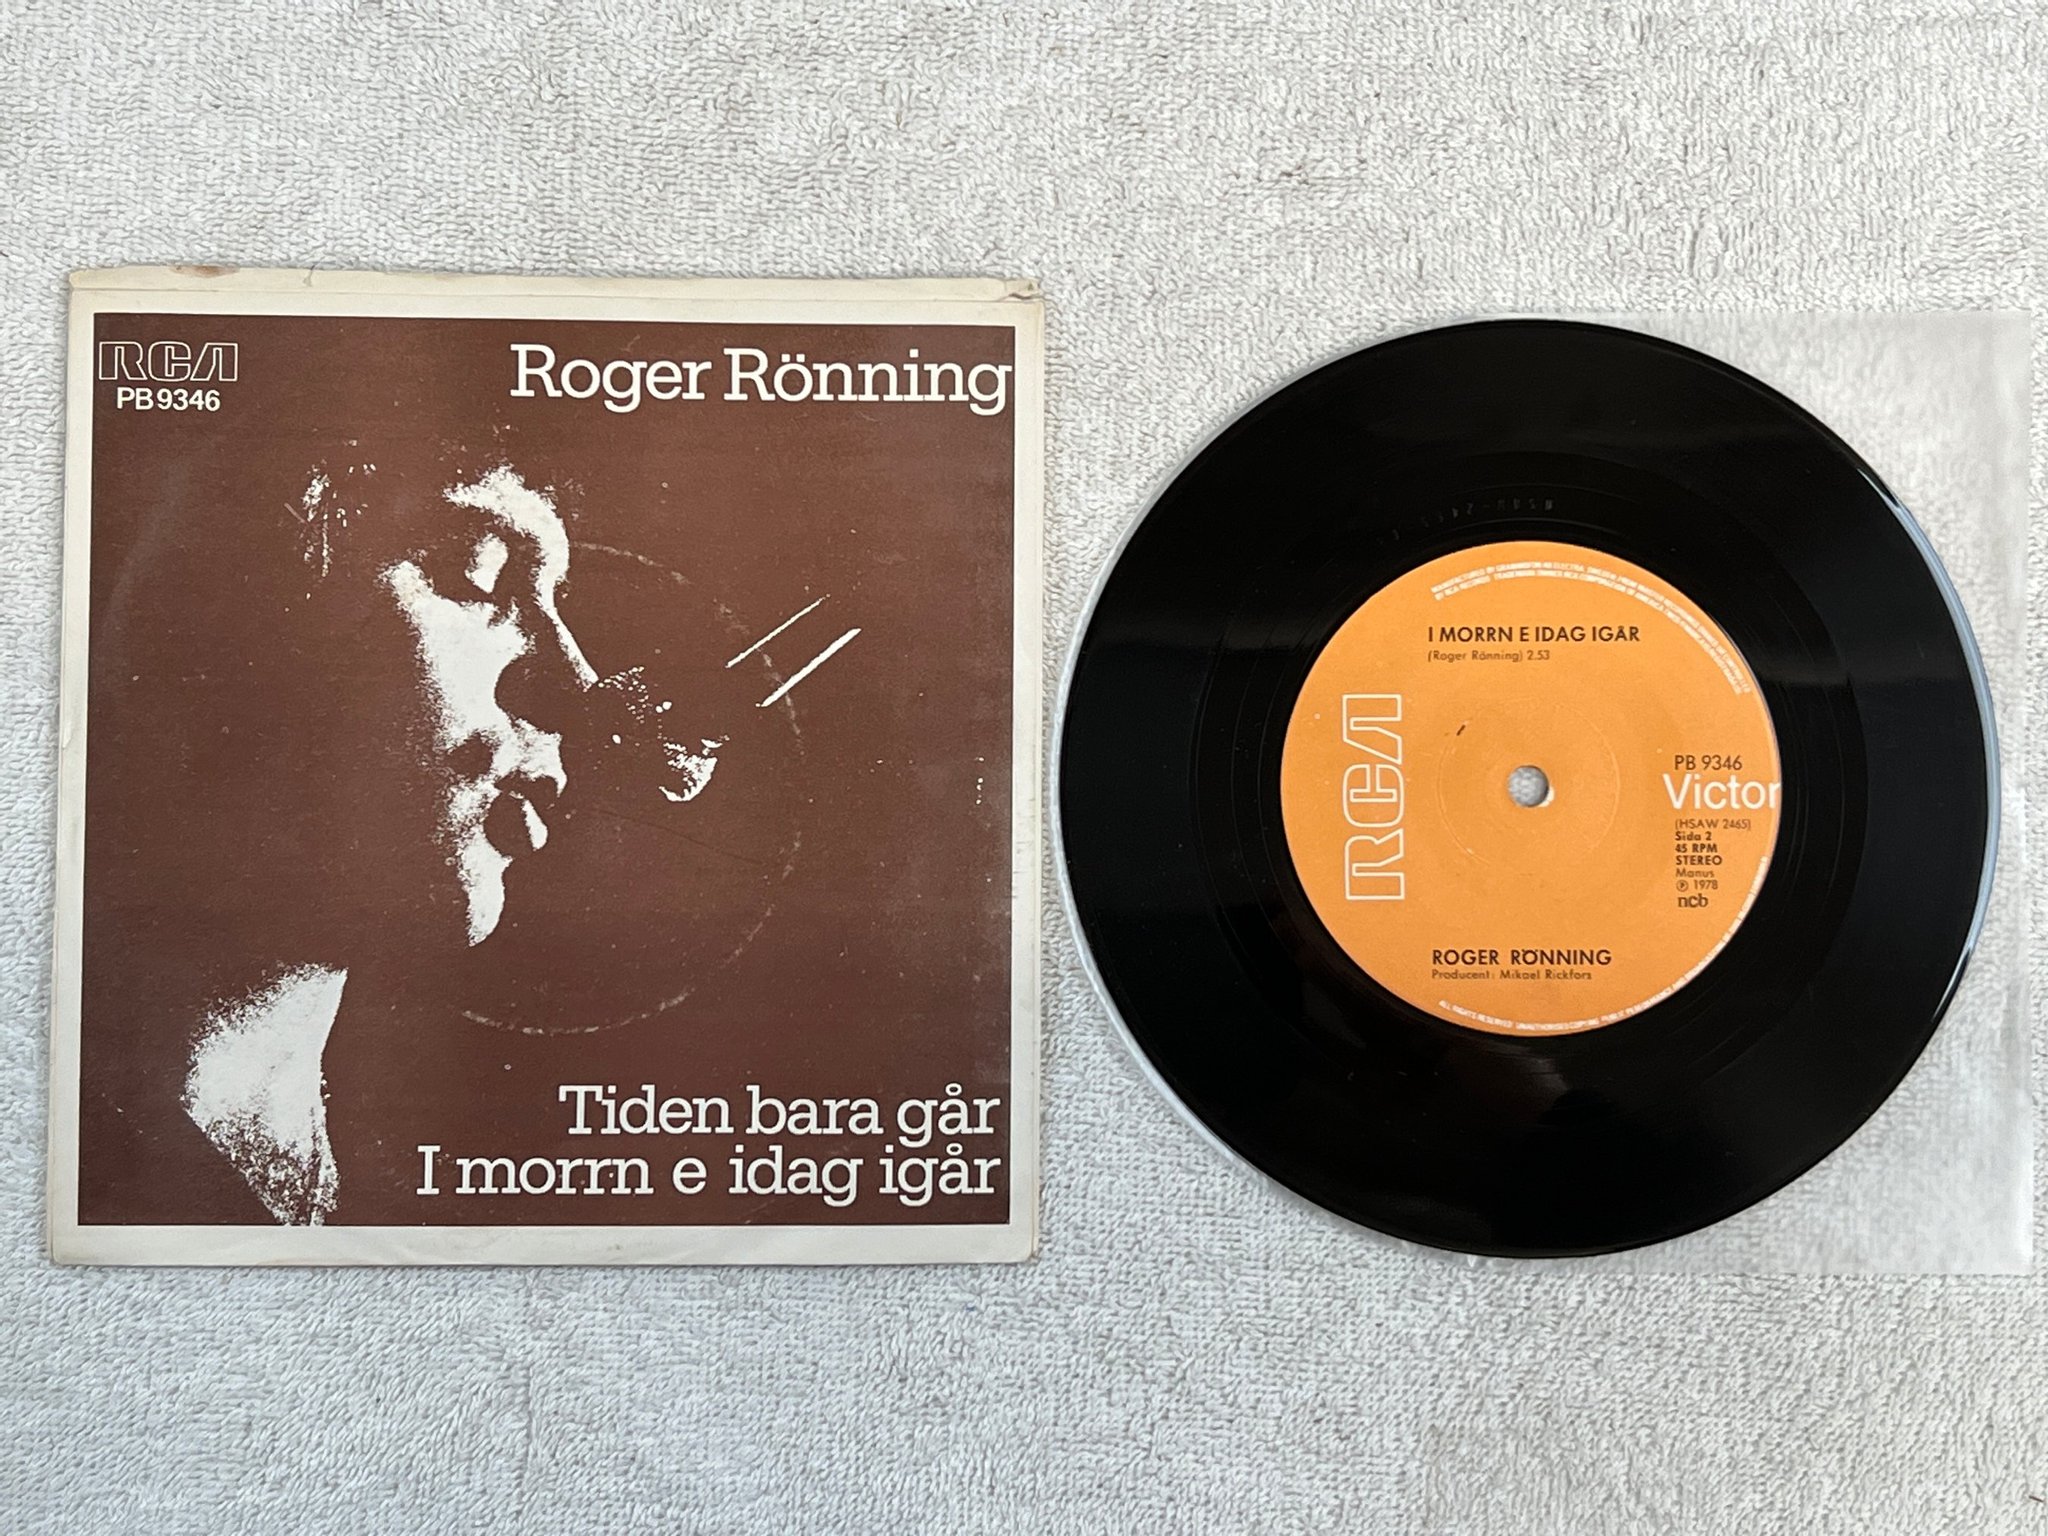 RCA
PB 9346
Roger Rönning
Tiden bara går
I morrn e idag igår
I MORRN E IDAG IGÅR
(Roger Rönning) 2.53
RCA
PB 9346
Victor
(HSAW 2465)
Sida 2
45 RPM
STEREO
Manus
℗ 1978
ncb
ROGER RÖNNING
Producent: Mikael Rickfors